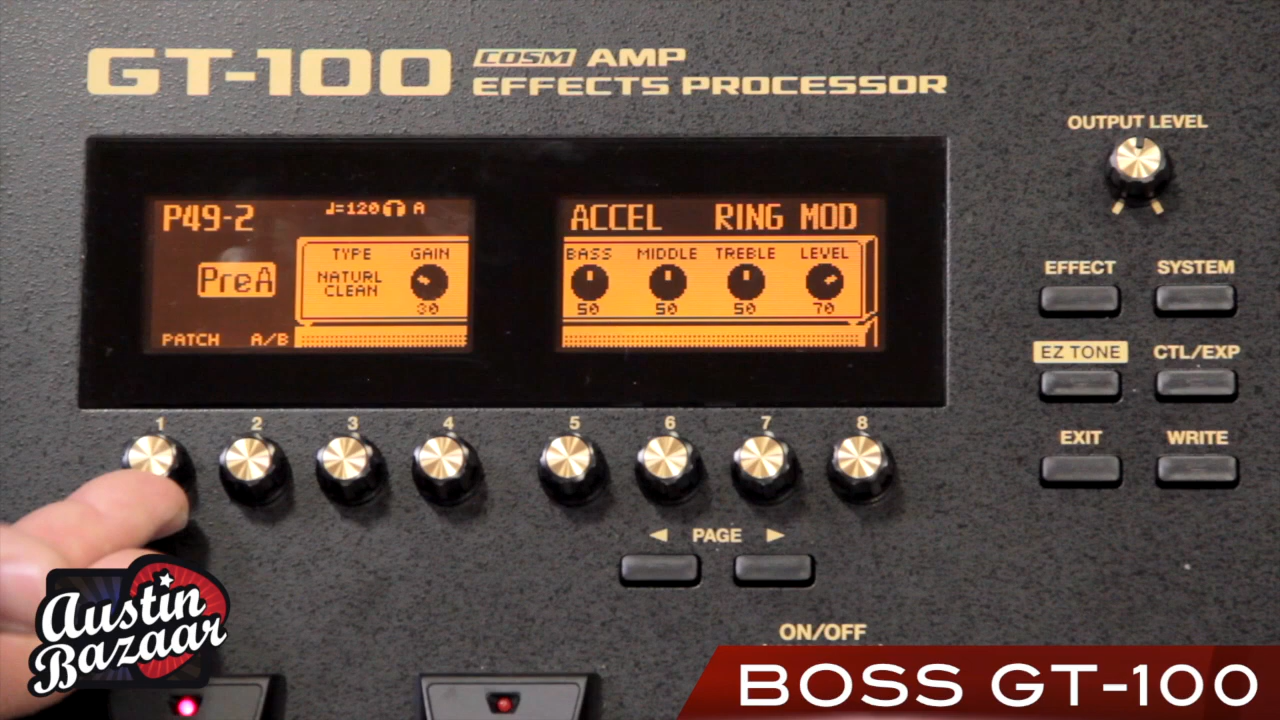 GT-100 COSM AMP
EFFECTS PROCESSOR
OUTPUT LEVEL
P49-2 ♩=120 A
ACCEL RING MOD
TYPE GAIN
BASS MIDDLE TREBLE LEVEL
PreA
NATURL
CLEAN
30
50 50 50 70
PATCH A/B
EFFECT SYSTEM
EZ TONE CTL/EXP
EXIT WRITE
1 2 3 4 5 6 7 8
◀ PAGE ▶
ON/OFF
Austin
Bazaar
BOSS GT-100